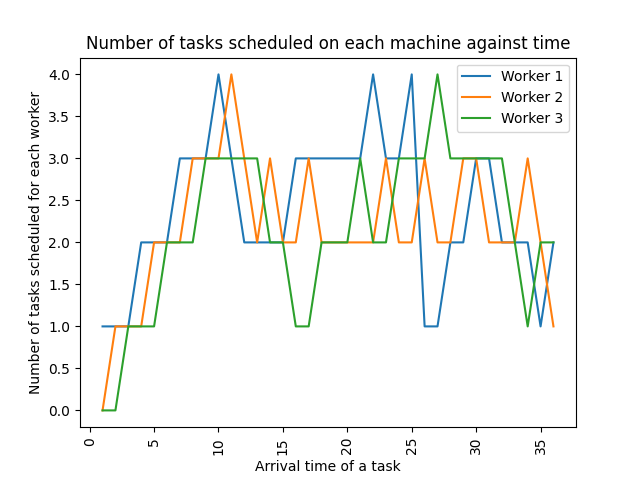 Number of tasks scheduled on each machine against time
Worker 1
Worker 2
Worker 3
Number of tasks scheduled for each worker
4.0
3.5
3.0
2.5
2.0
1.5
1.0
0.5
0.0
0
5
10
15
20
25
30
35
Arrival time of a task